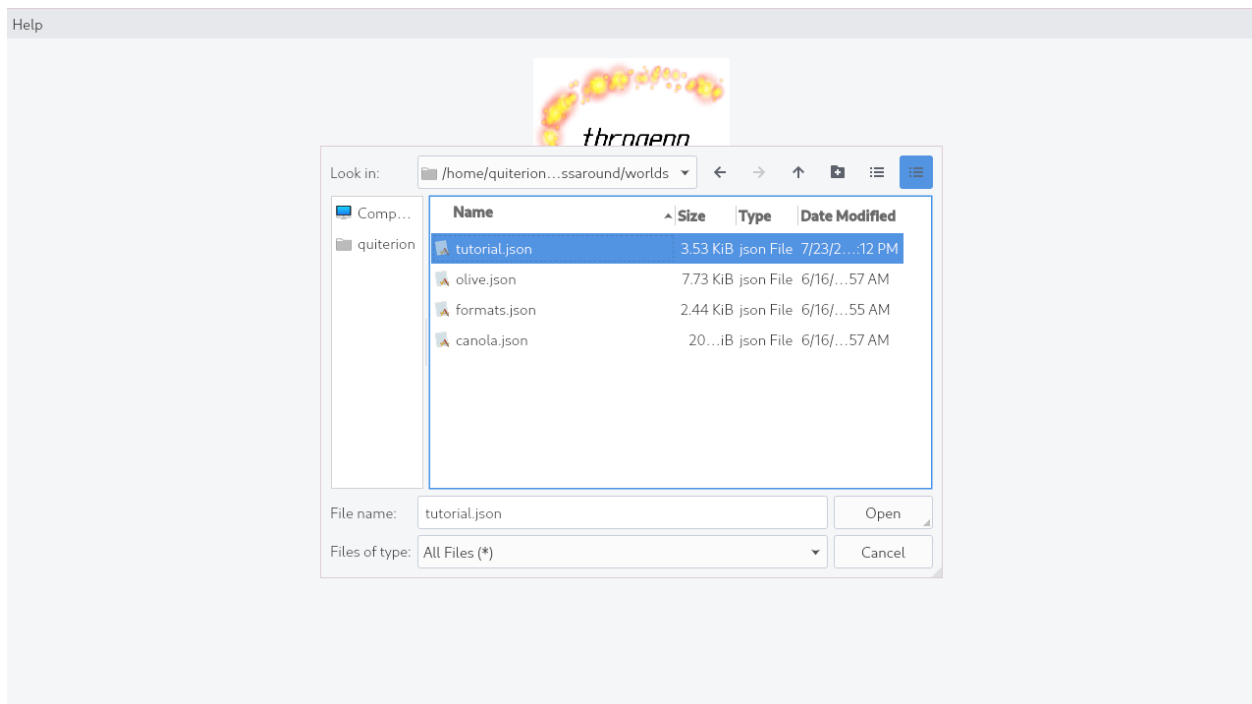 Help
Look in:
/home/quiterion...ssaround/worlds
Comp...
quiterion
Name Size Type Date Modified
tutorial.json 3.53 KiB json File 7/23/2...:12 PM
olive.json 7.73 KiB json File 6/16/...57 AM
formats.json 2.44 KiB json File 6/16/...55 AM
canola.json 20...iB json File 6/16/...57 AM
File name: tutorial.json Open
Files of type: All Files (*) Cancel